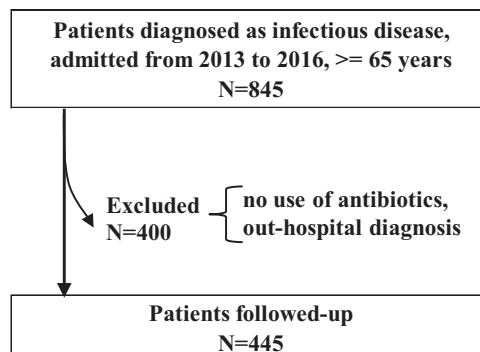 Patients diagnosed as infectious disease,
admitted from 2013 to 2016, >= 65 years
N=845
Excluded
N=400
no use of antibiotics,
out-hospital diagnosis
Patients followed-up
N=445